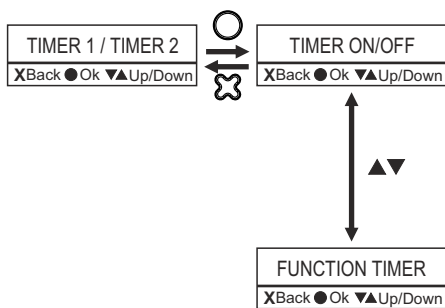 TIMER 1 / TIMER 2
XBack ●Ok ▼▲Up/Down
TIMER ON/OFF
XBack ●Ok ▼▲Up/Down
▲▼
FUNCTION TIMER
XBack ●Ok ▼▲Up/Down